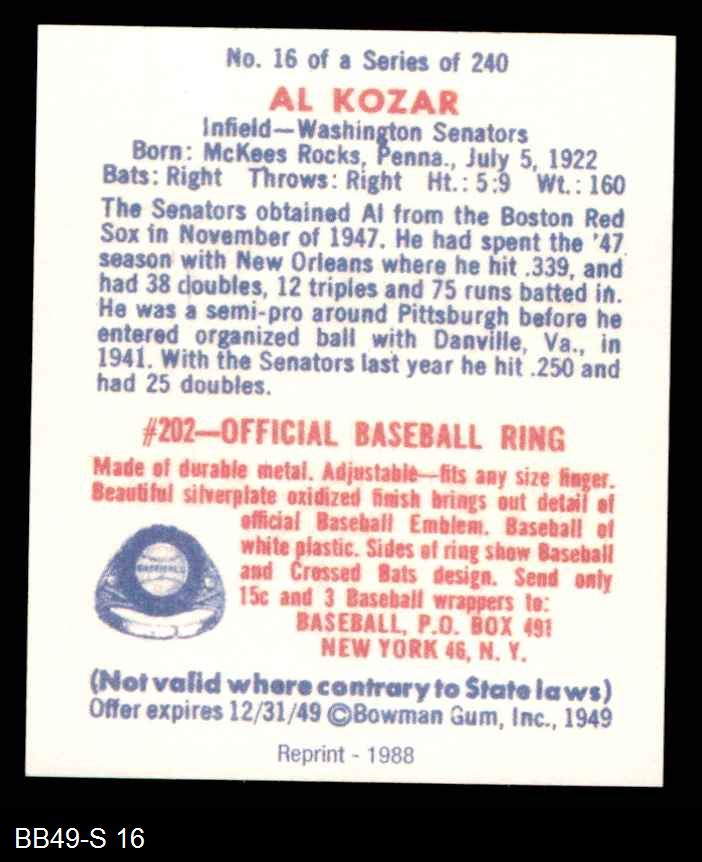 No. 16 of a Series of 240
AL KOZAR
Infield—Washington Senators
Born: McKees Rocks, Penna., July 5, 1922
Bats: Right Throws: Right Ht.: 5:9 Wt.: 160
The Senators obtained Al from the Boston Red
Sox in November of 1947. He had spent the '47
season with New Orleans where he hit .339, and
had 38 doubles, 12 triples and 75 runs batted in.
He was a semi-pro around Pittsburgh before he
entered organized ball with Danville, Va., in
1941. With the Senators last year he hit .250 and
had 25 doubles.
#202—OFFICIAL BASEBALL RING
Made of durable metal. Adjustable—fits any size finger.
Beautiful silverplate oxidized finish brings out detail of
official Baseball Emblem. Baseball of
white plastic. Sides of ring show Baseball
and Crossed Bats design. Send only
15c and 3 Baseball wrappers to:
BASEBALL, P.O. BOX 491
NEW YORK 46, N. Y.
BASEBALL
(Not valid where contrary to State laws)
Offer expires 12/31/49 ©Bowman Gum, Inc., 1949
Reprint - 1988
BB49-S 16